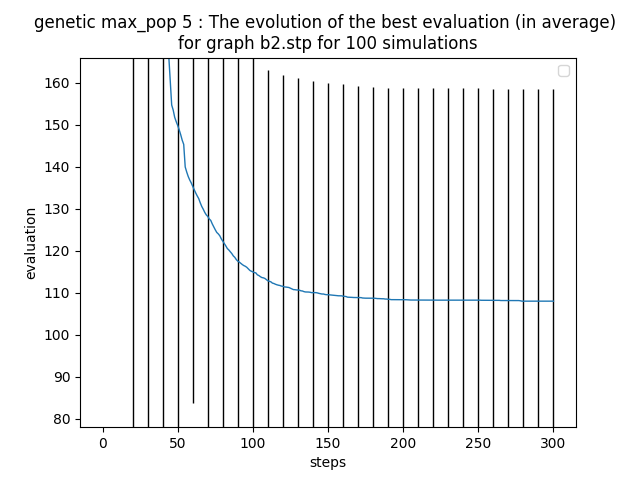 genetic max_pop 5 : The evolution of the best evaluation (in average)
for graph b2.stp for 100 simulations
160
150
140
130
120
110
100
90
80
evaluation
0 50 100 150 200 250 300
steps